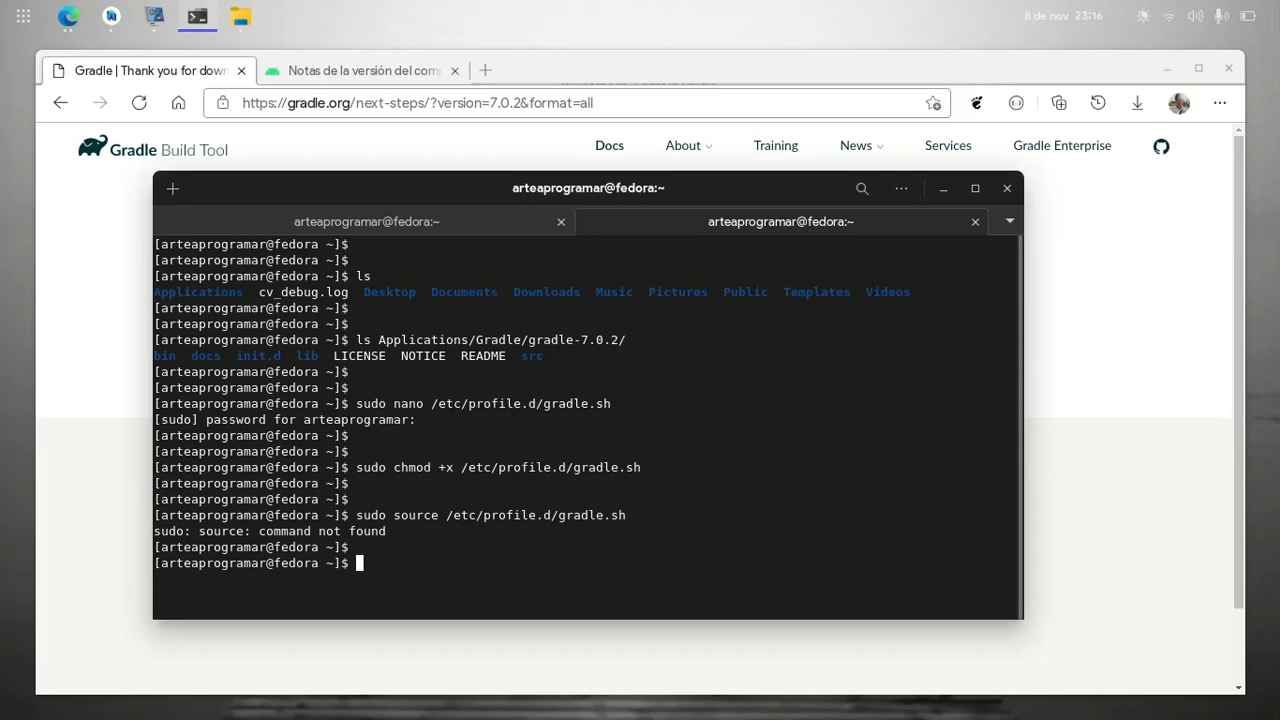 8 de nov 23:16
Gradle | Thank you for down
Notas de la versión del com
https://gradle.org/next-steps/?version=7.0.2&format=all
Gradle Build Tool
Docs About Training News Services Gradle Enterprise
arteaprogramar@fedora:~
arteaprogramar@fedora:~ arteaprogramar@fedora:~
[arteaprogramar@fedora ~]$
[arteaprogramar@fedora ~]$
[arteaprogramar@fedora ~]$ ls
Applications cv_debug.log Desktop Documents Downloads Music Pictures Public Templates Videos
[arteaprogramar@fedora ~]$
[arteaprogramar@fedora ~]$
[arteaprogramar@fedora ~]$ ls Applications/Gradle/gradle-7.0.2/
bin docs init.d lib LICENSE NOTICE README src
[arteaprogramar@fedora ~]$
[arteaprogramar@fedora ~]$
[arteaprogramar@fedora ~]$ sudo nano /etc/profile.d/gradle.sh
[sudo] password for arteaprogramar:
[arteaprogramar@fedora ~]$
[arteaprogramar@fedora ~]$
[arteaprogramar@fedora ~]$ sudo chmod +x /etc/profile.d/gradle.sh
[arteaprogramar@fedora ~]$
[arteaprogramar@fedora ~]$
[arteaprogramar@fedora ~]$ sudo source /etc/profile.d/gradle.sh
sudo: source: command not found
[arteaprogramar@fedora ~]$
[arteaprogramar@fedora ~]$